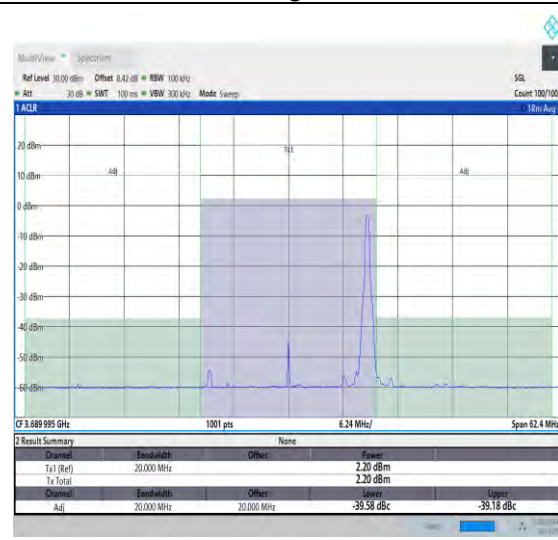 MultiView Spectrum
Ref Level 30.00 dBm Offset 8.42 dB RBW 100 kHz SGL
Att 30 dB SWT 100 ms VBW 300 kHz Mode Sweep Count 100/100
1 ACLR 1Rm Avg
Tx1
20 dBm
Adj Adj
10 dBm
0 dBm
-10 dBm
-20 dBm
-30 dBm
-40 dBm
-50 dBm
-60 dBm
CF 3.689 995 GHz 1001 pts 6.24 MHz/ Span 62.4 MHz
2 Result Summary None
Channel Bandwidth Offset Power
Tx1 (Ref) 20.000 MHz 2.20 dBm
Tx Total 2.20 dBm
Channel Bandwidth Offset Lower Upper
Adj 20.000 MHz 20.000 MHz -39.58 dBc -39.18 dBc